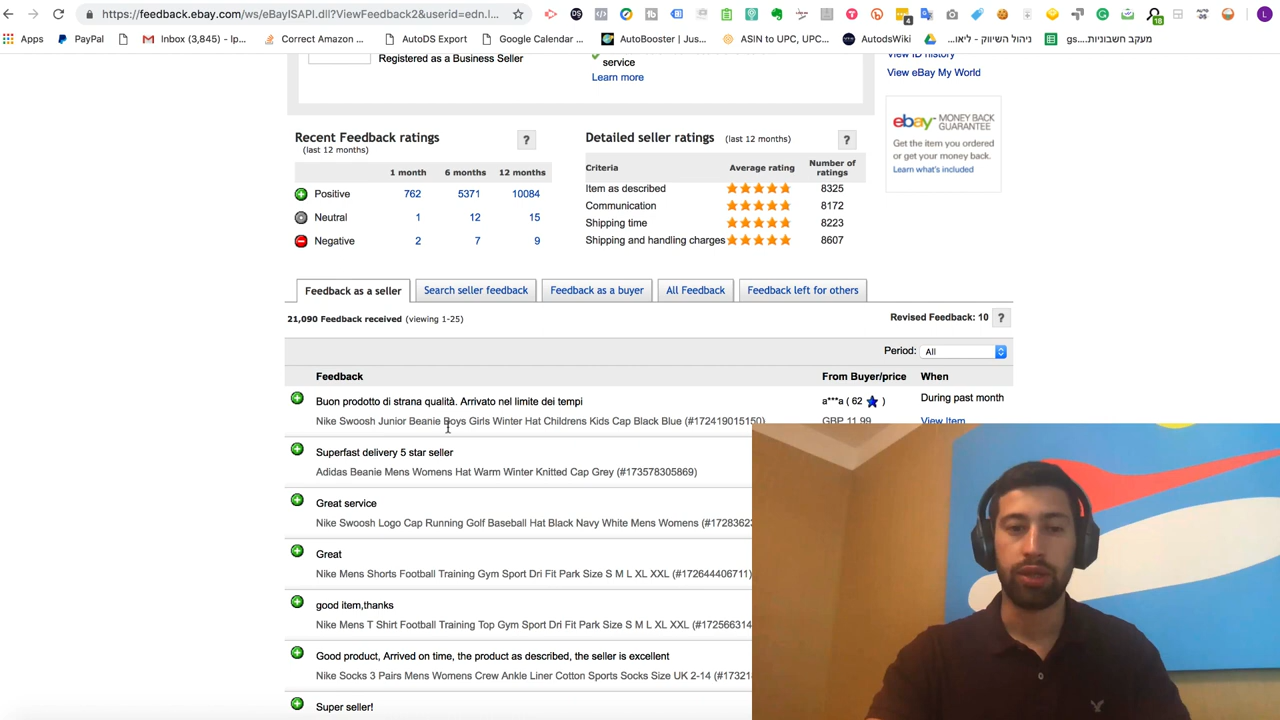 https://feedback.ebay.com/ws/eBayISAPI.dll?ViewFeedback2&userid=edn.l...
Apps PayPal Inbox (3,845) - Ip... Correct Amazon ... AutoDS Export Google Calendar ... AutoBooster | Jus... ASIN to UPC, UPC... AutodsWiki ניהול השיווק - ליאו... מעקב חשבוניות gs....
Registered as a Business Seller
service
Learn more
View ID history
View eBay My World
ebay MONEY BACK GUARANTEE
Get the item you ordered
or get your money back.
Learn what's included
Recent Feedback ratings ?
(last 12 months)
1 month 6 months 12 months
Positive 762 5371 10084
Neutral 1 12 15
Negative 2 7 9
Detailed seller ratings (last 12 months) ?
Criteria Average rating Number of ratings
Item as described 8325
Communication 8172
Shipping time 8223
Shipping and handling charges 8607
Feedback as a seller Search seller feedback Feedback as a buyer All Feedback Feedback left for others
21,090 Feedback received (viewing 1-25) Revised Feedback: 10 ?
Period: All
Feedback From Buyer/price When
Buon prodotto di strana qualità. Arrivato nel limite dei tempi a***a ( 62 ) During past month
Nike Swoosh Junior Beanie Boys Girls Winter Hat Childrens Kids Cap Black Blue (#172419015150) GBP 11.99 View Item
Superfast delivery 5 star seller
Adidas Beanie Mens Womens Hat Warm Winter Knitted Cap Grey (#173578305869)
Great service
Nike Swoosh Logo Cap Running Golf Baseball Hat Black Navy White Mens Womens (#17283623
Great
Nike Mens Shorts Football Training Gym Sport Dri Fit Park Size S M L XL XXL (#172644406711)
good item,thanks
Nike Mens T Shirt Football Training Top Gym Sport Dri Fit Park Size S M L XL XXL (#172566314
Good product, Arrived on time, the product as described, the seller is excellent
Nike Socks 3 Pairs Mens Womens Crew Ankle Liner Cotton Sports Socks Size UK 2-14 (#17321
Super seller!